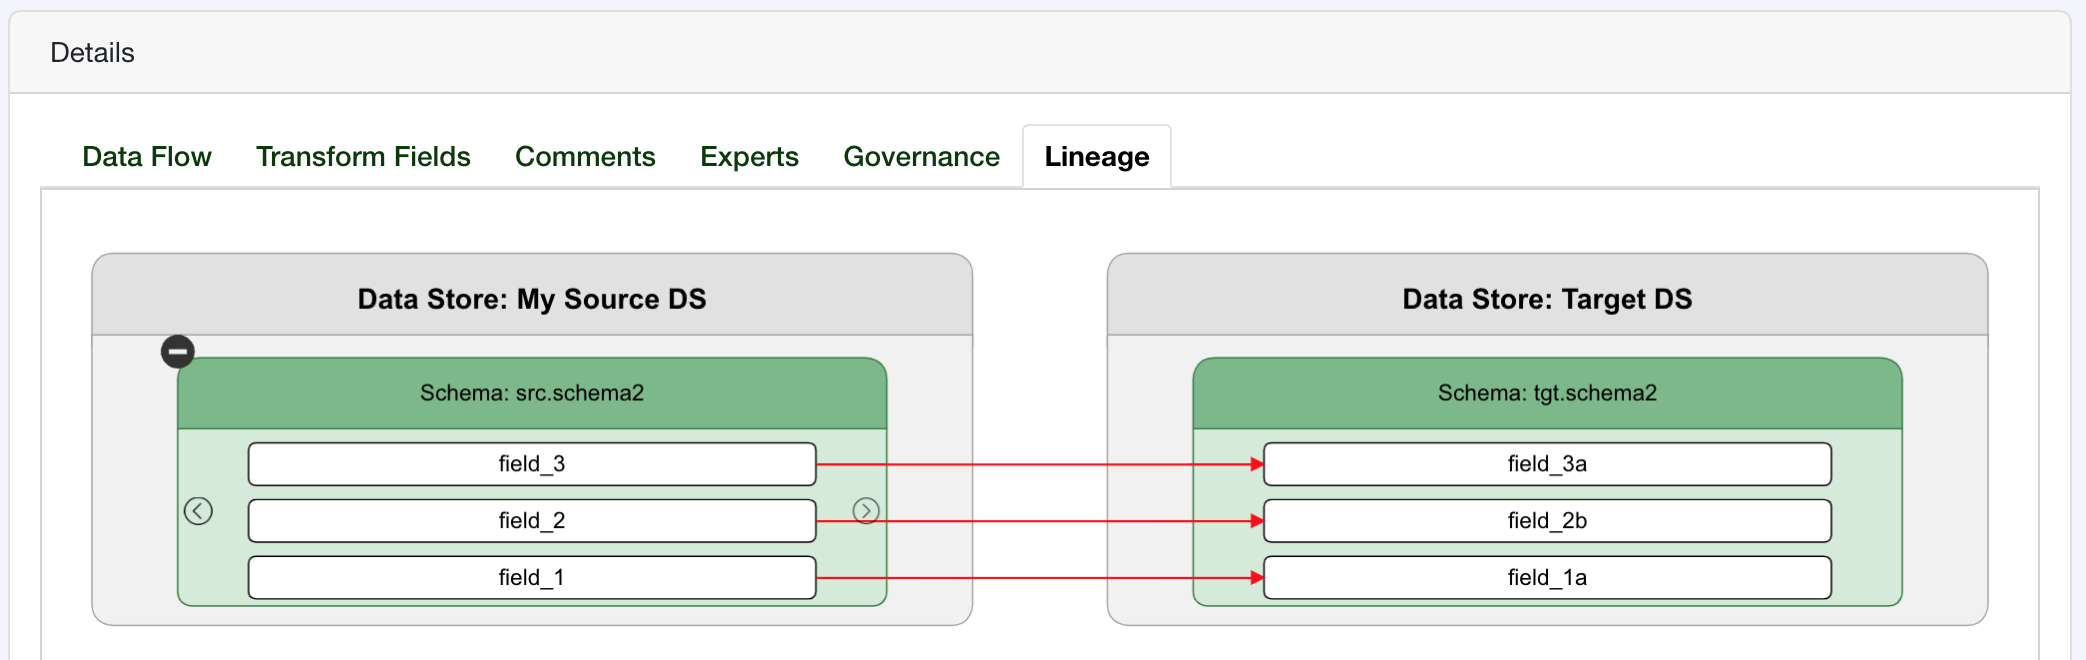 Details
Data Flow Transform Fields Comments Experts Governance Lineage
Data Store: My Source DS
Schema: src.schema2
field_3
field_2
field_1
Data Store: Target DS
Schema: tgt.schema2
field_3a
field_2b
field_1a